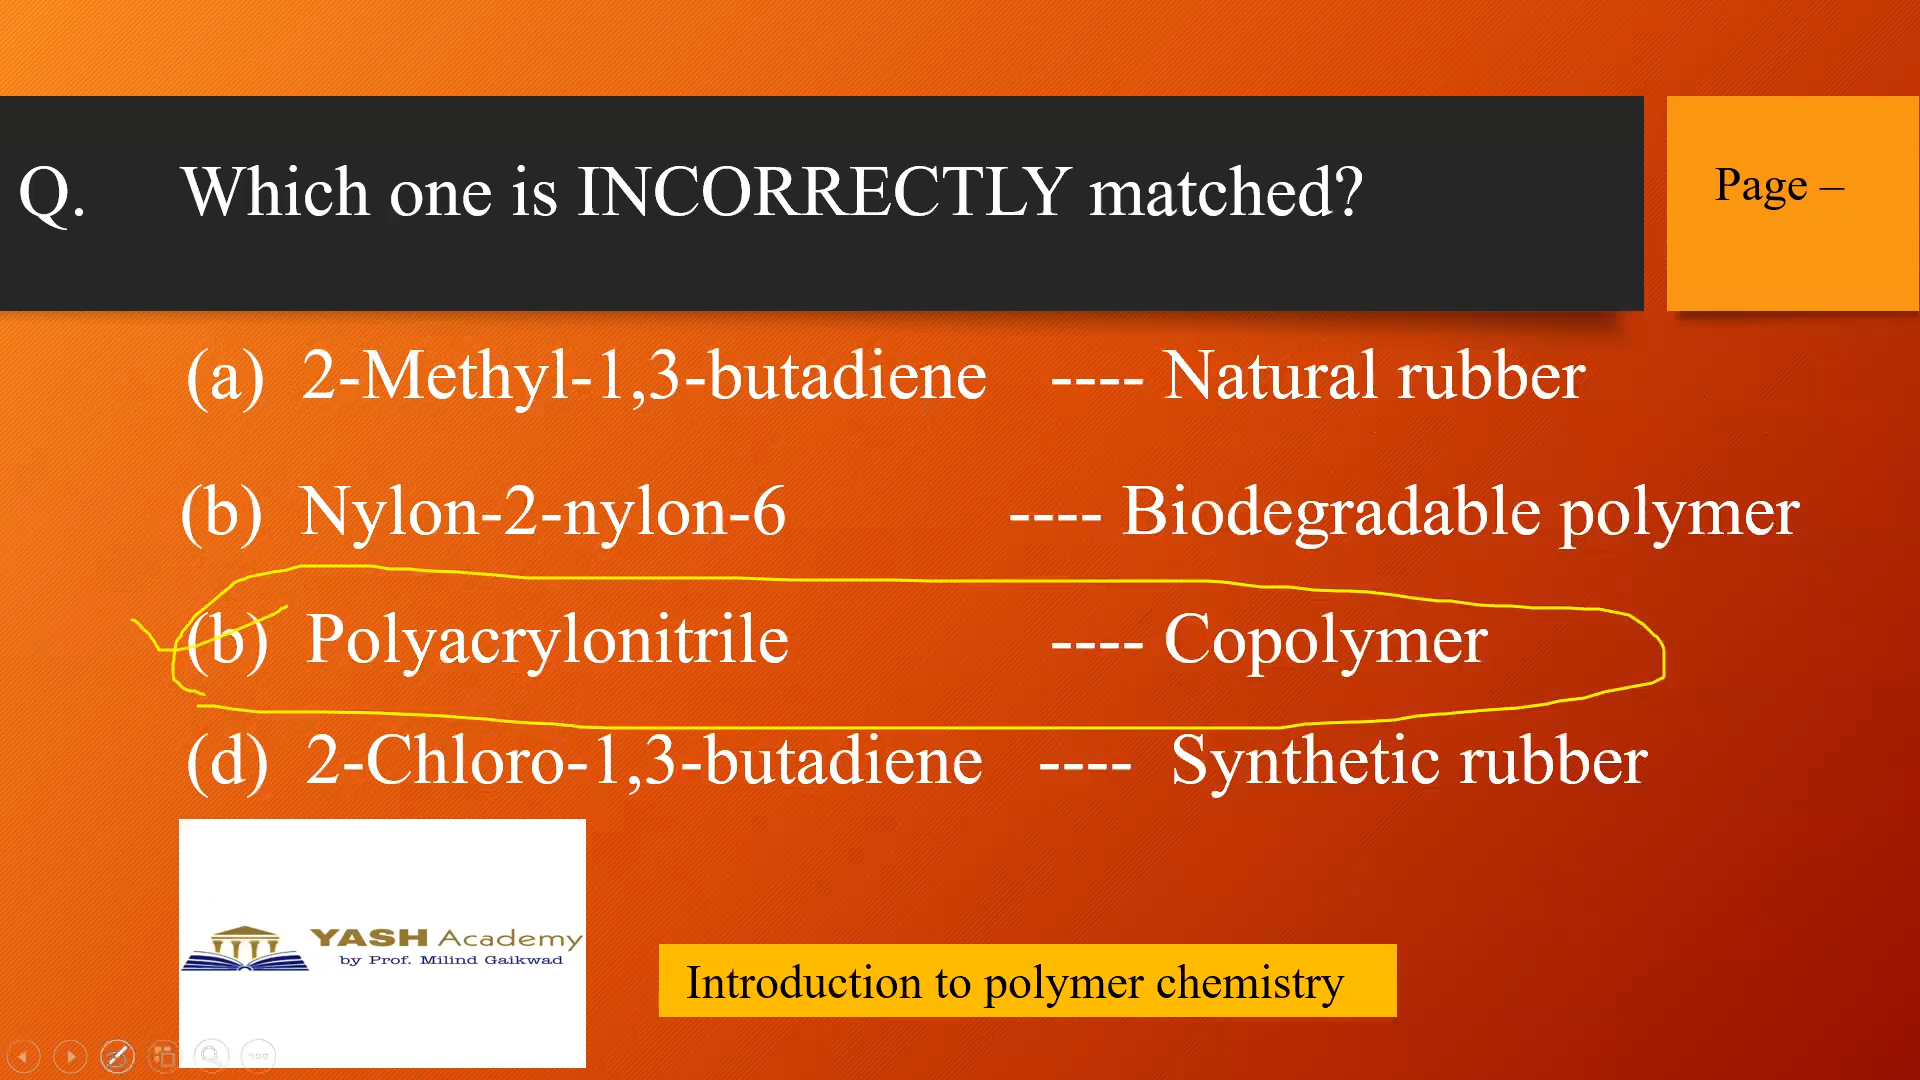 Q. Which one is INCORRECTLY matched?
Page –
(a) 2-Methyl-1,3-butadiene ---- Natural rubber
(b) Nylon-2-nylon-6 ---- Biodegradable polymer
(b) Polyacrylonitrile ---- Copolymer
(d) 2-Chloro-1,3-butadiene ---- Synthetic rubber
YASH Academy
by Prof. Milind Gaikwad
Introduction to polymer chemistry